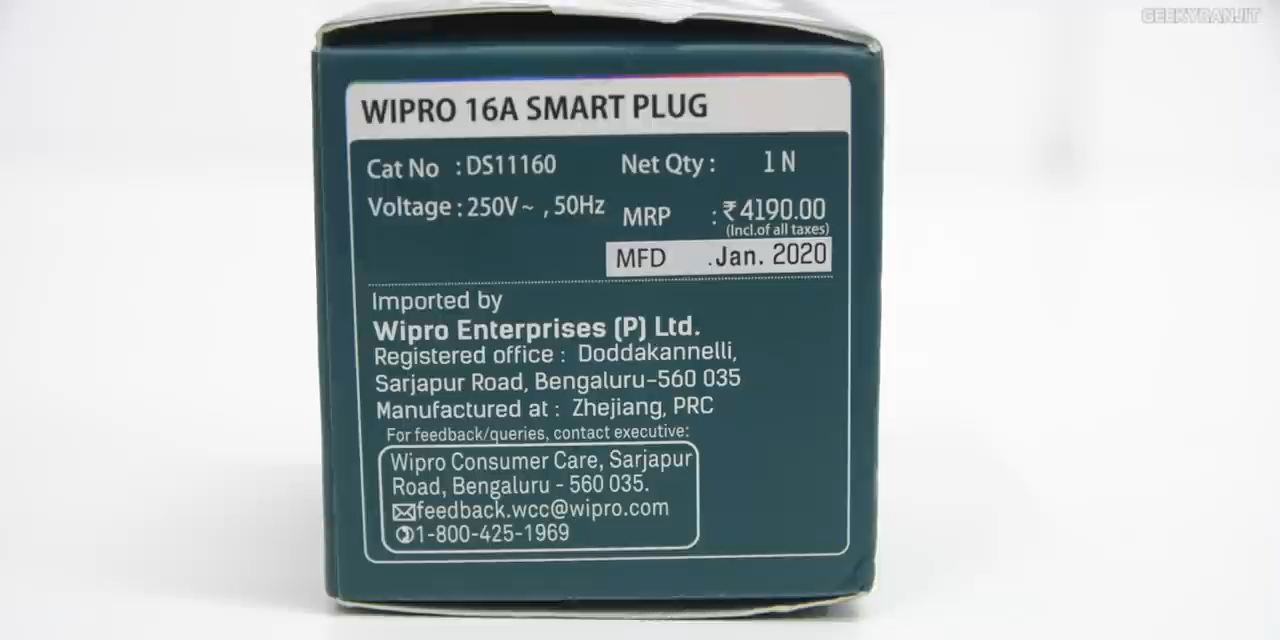 GEEKYRANJIT
WIPRO 16A SMART PLUG
Cat No : DS11160 Net Qty : 1 N
Voltage : 250V~ , 50Hz MRP : ₹ 4190.00
(Incl.of all taxes)
MFD .Jan. 2020
Imported by
Wipro Enterprises (P) Ltd.
Registered office : Doddakannelli,
Sarjapur Road, Bengaluru-560 035
Manufactured at : Zhejiang, PRC
For feedback/queries, contact executive:
Wipro Consumer Care, Sarjapur
Road, Bengaluru - 560 035.
feedback.wcc@wipro.com
1-800-425-1969